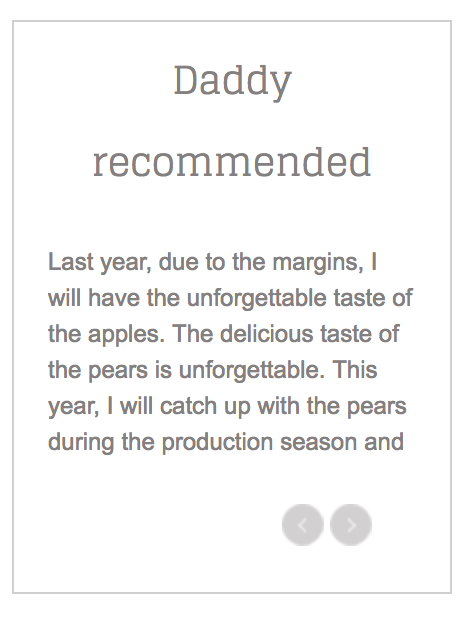 Daddy
recommended
Last year, due to the margins, I
will have the unforgettable taste of
the apples. The delicious taste of
the pears is unforgettable. This
year, I will catch up with the pears
during the production season and